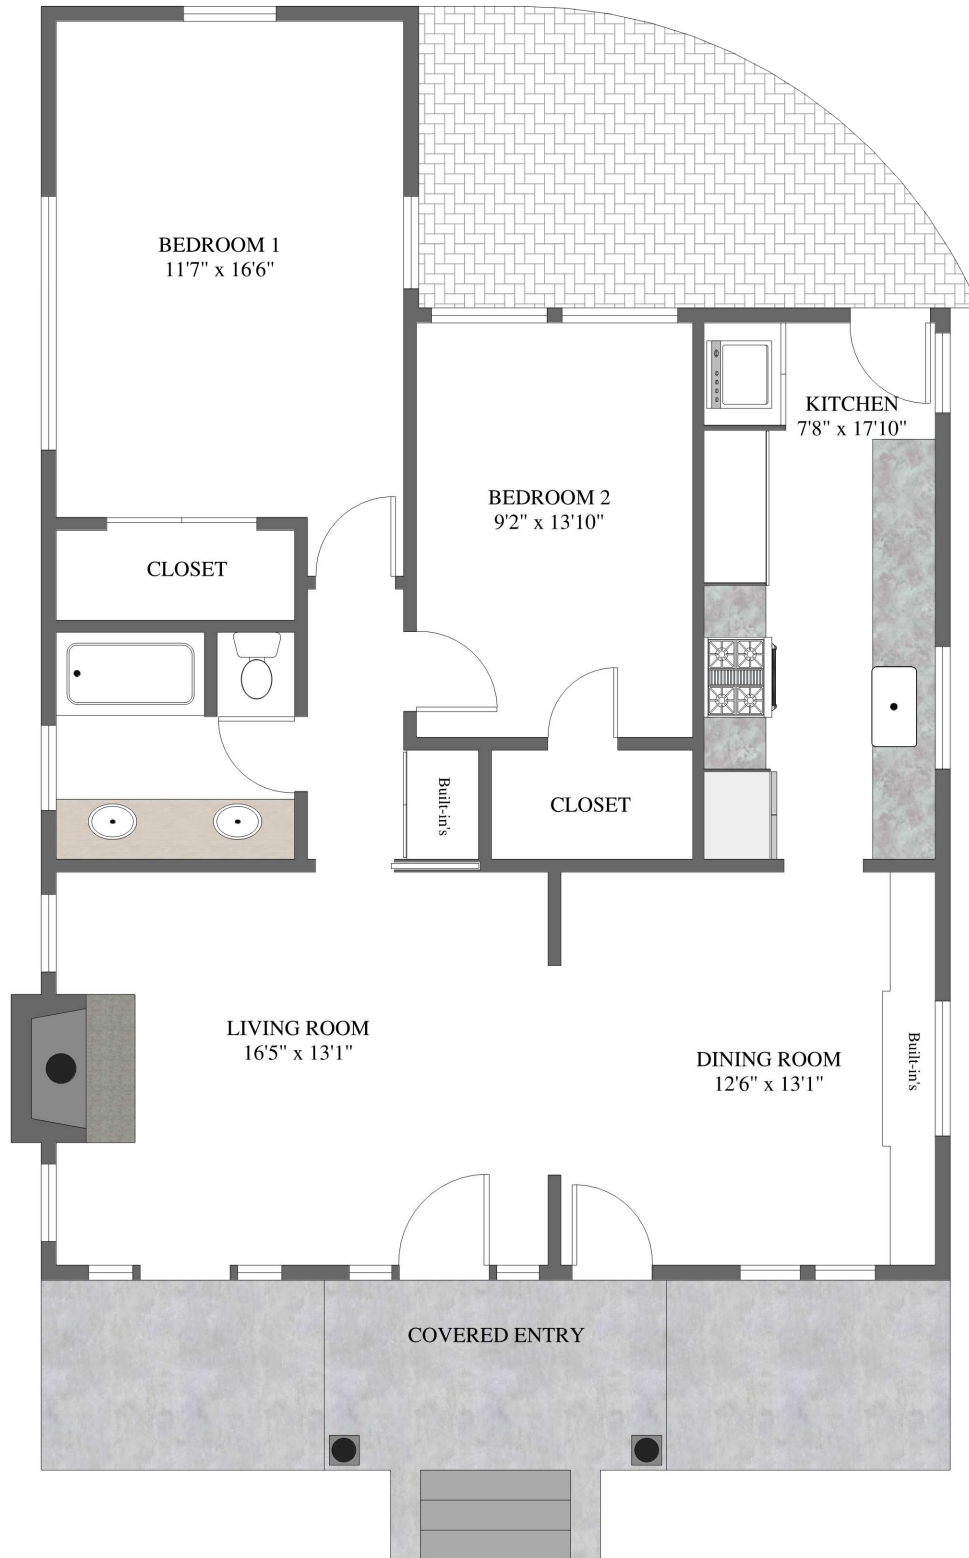 BEDROOM 1
11'7" x 16'6"
KITCHEN
7'8" x 17'10"
BEDROOM 2
9'2" x 13'10"
CLOSET
Built-in's
CLOSET
LIVING ROOM
16'5" x 13'1"
DINING ROOM
12'6" x 13'1"
Built-in's
COVERED ENTRY